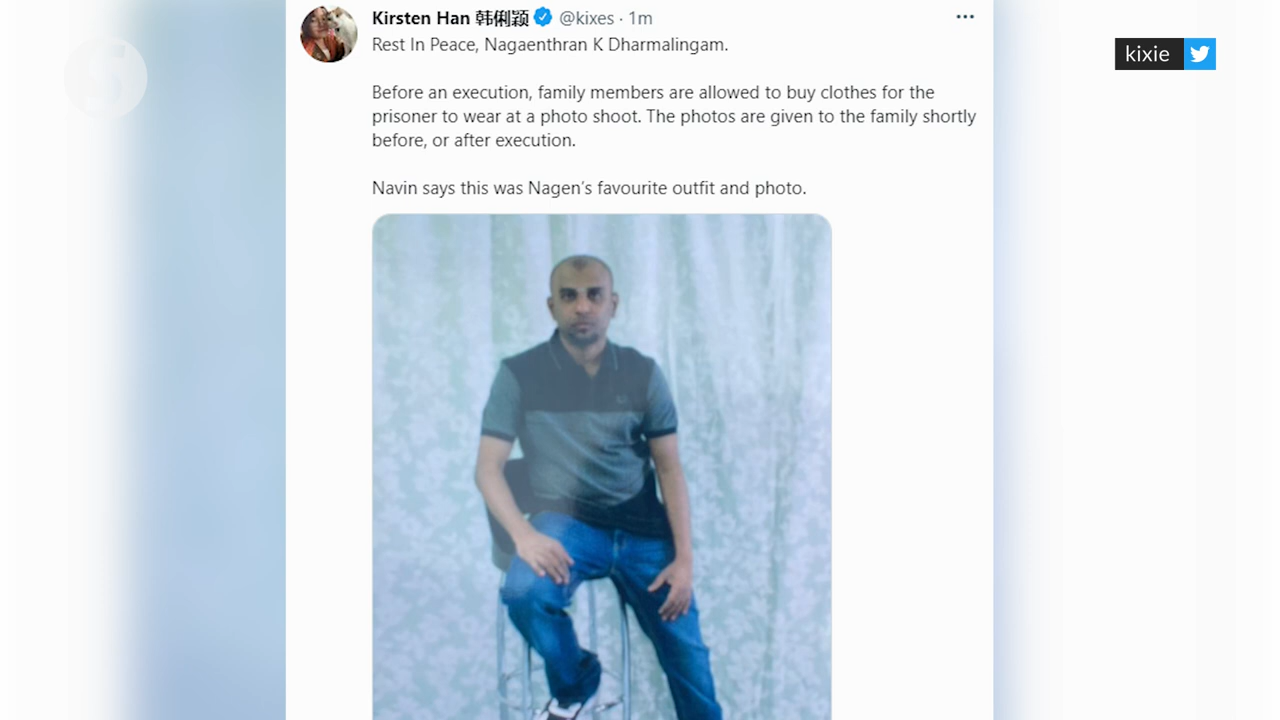 Kirsten Han 韩俐颖 @kixes · 1m
Rest In Peace, Nagaenthran K Dharmalingam.
Before an execution, family members are allowed to buy clothes for the
prisoner to wear at a photo shoot. The photos are given to the family shortly
before, or after execution.
Navin says this was Nagen's favourite outfit and photo.
kixie